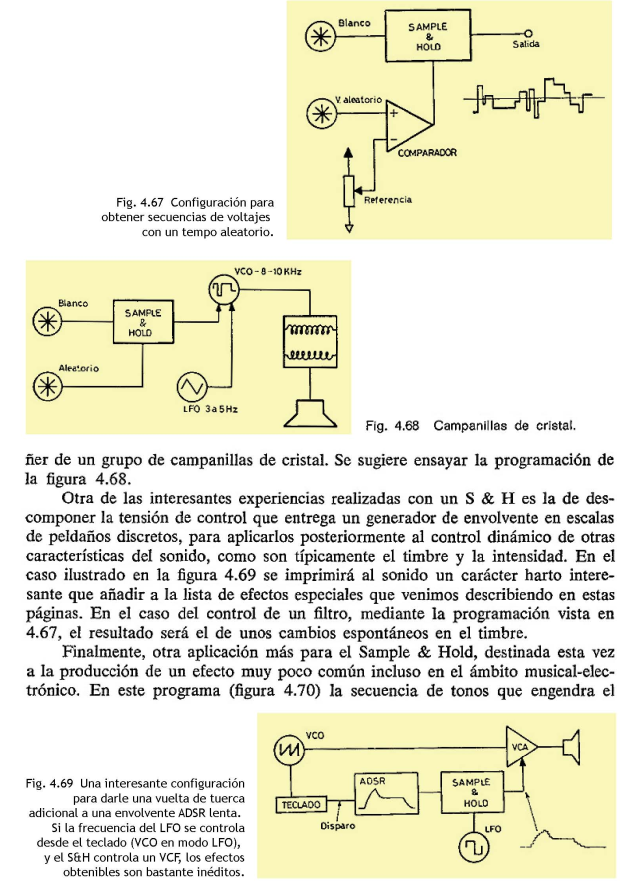 Blanco
SAMPLE
&
HOLD
Salida
V. aleatorio
+
−
COMPARADOR
Referencia
Fig. 4.67 Configuración para
obtener secuencias de voltajes
con un tempo aleatorio.
VCO-8-10KHz
Blanco
SAMPLE
&
HOLD
Aleatorio
LFO 3a5Hz
Fig. 4.68 Campanillas de cristal.
ñer de un grupo de campanillas de cristal. Se sugiere ensayar la programación de
la figura 4.68.
Otra de las interesantes experiencias realizadas con un S & H es la de des-
componer la tensión de control que entrega un generador de envolvente en escalas
de peldaños discretos, para aplicarlos posteriormente al control dinámico de otras
características del sonido, como son típicamente el timbre y la intensidad. En el
caso ilustrado en la figura 4.69 se imprimirá al sonido un carácter harto intere-
sante que añadir a la lista de efectos especiales que venimos describiendo en estas
páginas. En el caso del control de un filtro, mediante la programación vista en
4.67, el resultado será el de unos cambios espontáneos en el timbre.
Finalmente, otra aplicación más para el Sample & Hold, destinada esta vez
a la producción de un efecto muy poco común incluso en el ámbito musical-elec-
trónico. En este programa (figura 4.70) la secuencia de tonos que engendra el
VCO
VCA
ADSR
SAMPLE
&
HOLD
TECLADO
Disparo
LFO
Fig. 4.69 Una interesante configuración
para darle una vuelta de tuerca
adicional a una envolvente ADSR lenta.
Si la frecuencia del LFO se controla
desde el teclado (VCO en modo LFO),
y el S&H controla un VCF, los efectos
obtenibles son bastante inéditos.